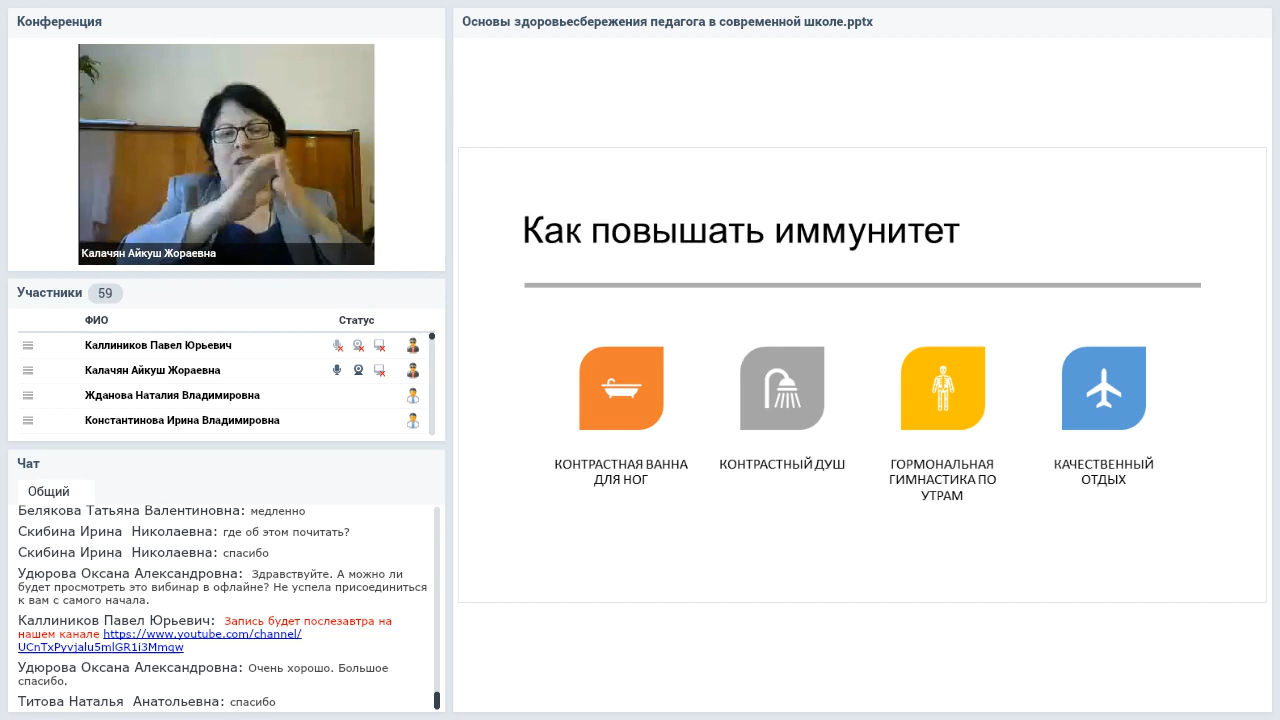 Конференция
Калачян Айкуш Жораевна
Участники 59
ФИО Статус
Каллиников Павел Юрьевич
Калачян Айкуш Жораевна
Жданова Наталия Владимировна
Константинова Ирина Владимировна
Чат
Общий
Белякова Татьяна Валентиновна: медленно
Скибина Ирина Николаевна: где об этом почитать?
Скибина Ирина Николаевна: спасибо
Удюрова Оксана Александровна: Здравствуйте. А можно ли
будет просмотреть это вибинар в офлайне? Не успела присоединиться
к вам с самого начала.
Каллиников Павел Юрьевич: Запись будет послезавтра на
нашем канале https://www.youtube.com/channel/
UCnTxPyvjalu5mlGR1i3Mmqw
Удюрова Оксана Александровна: Очень хорошо. Большое
спасибо.
Титова Наталья Анатольевна: спасибо
Основы здоровьесбережения педагога в современной школе.pptx
Как повышать иммунитет
КОНТРАСТНАЯ ВАННА
ДЛЯ НОГ
КОНТРАСТНЫЙ ДУШ
ГОРМОНАЛЬНАЯ
ГИМНАСТИКА ПО
УТРАМ
КАЧЕСТВЕННЫЙ
ОТДЫХ